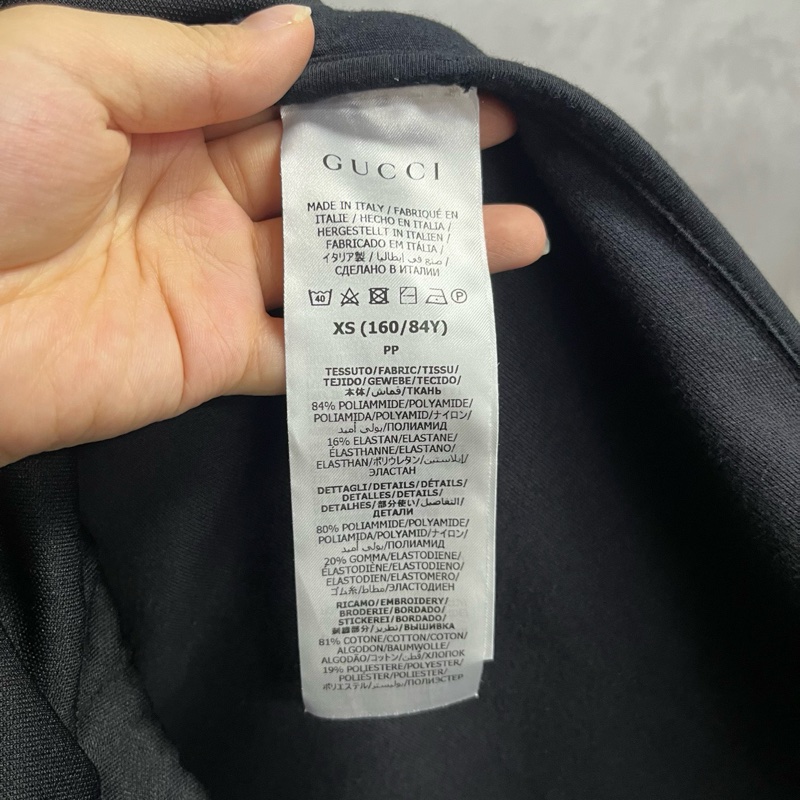 GUCCI
MADE IN ITALY / FABRIQUÉ EN
ITALIE / HECHO EN ITALIA /
HERGESTELLT IN ITALIEN /
FABRICADO EM ITÁLIA /
イタリア製 / صنع في إيطاليا /
СДЕЛАНО В ИТАЛИИ
40 P
XS (160/84Y)
PP
TESSUTO/FABRIC/TISSU/
TEJIDO/GEWEBE/TECIDO/
本体/قماش/ТКАНЬ
84% POLIAMMIDE/POLYAMIDE/
POLIAMIDA/POLYAMID/ナイロン/
بولي أميد/ПОЛИАМИД
16% ELASTAN/ELASTANE/
ÉLASTHANNE/ELASTANO/
ELASTHAN/ポリウレタン/إيلاستين/
ЭЛАСТАН
DETTAGLI/DETAILS/DÉTAILS/
DETALLES/DETAILS/
DETALHES/部分使い/التفاصيل/
ДЕТАЛИ
80% POLIAMMIDE/POLYAMIDE/
POLIAMIDA/POLYAMID/ナイロン/
بولي أميد/ПОЛИАМИД
20% GOMMA/ELASTODIENE/
ÉLASTODIÈNE/ELASTODIENO/
ELASTODIEN/ELASTOMERO/
ゴム糸/مطاط/ЭЛАСТОДИЕН
RICAMO/EMBROIDERY/
BRODERIE/BORDADO/
STICKEREI/BORDADO/
刺繍部分/تطريز/ВЫШИВКА
81% COTONE/COTTON/COTON/
ALGODON/BAUMWOLLE/
ALGODÃO/コットン/قطن/ХЛОПОК
19% POLIESTERE/POLYESTER/
POLIÉSTER/POLIESTER/
ポリエステル/بوليستر/ПОЛИЭСТЕР